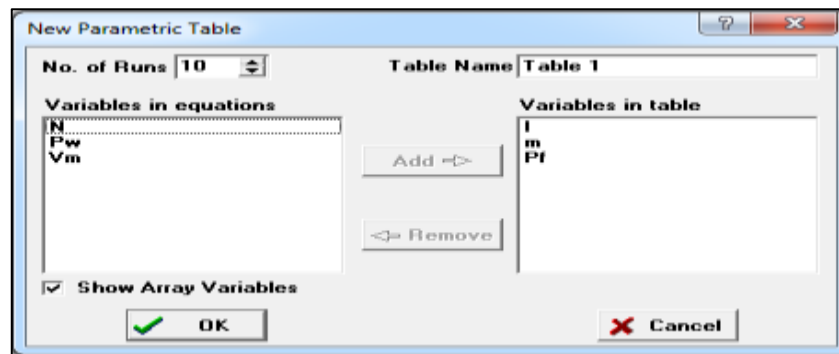 New Parametric Table
No. of Runs 10 Table Name Table 1
Variables in equations Variables in table
N l
Pw m
Vm Pf
Add
Remove
Show Array Variables
OK Cancel